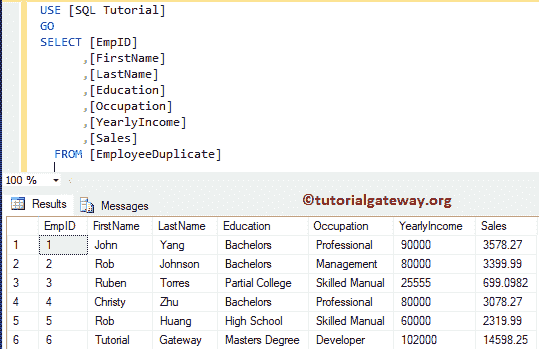 USE [SQL Tutorial]
GO
SELECT [EmpID]
,[FirstName]
,[LastName]
,[Education]
,[Occupation]
,[YearlyIncome]
,[Sales]
FROM [EmployeeDuplicate]
100 %
Results Messages ©tutorialgateway.org
EmpID FirstName LastName Education Occupation YearlyIncome Sales
1 1 John Yang Bachelors Professional 90000 3578.27
2 2 Rob Johnson Bachelors Management 80000 3399.99
3 3 Ruben Torres Partial College Skilled Manual 25555 699.0982
4 4 Christy Zhu Bachelors Professional 80000 3078.27
5 5 Rob Huang High School Skilled Manual 60000 2319.99
6 6 Tutorial Gateway Masters Degree Developer 102000 14598.25